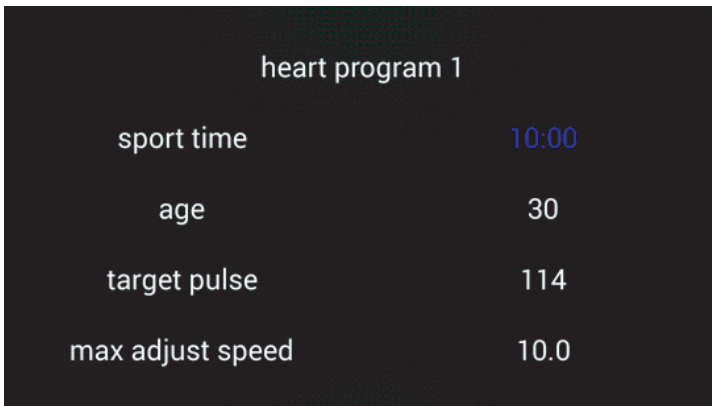 heart program 1
sport time 10:00
age 30
target pulse 114
max adjust speed 10.0